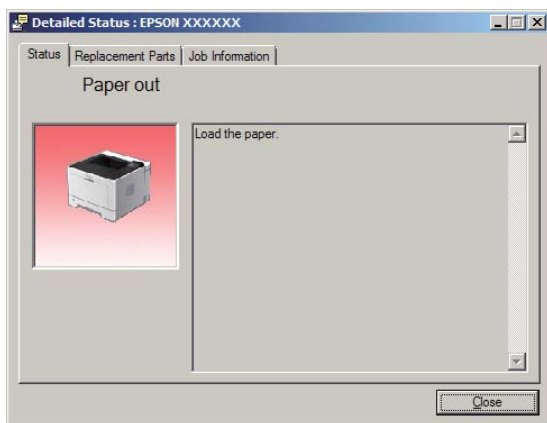 Detailed Status : EPSON XXXXXX
Status Replacement Parts Job Information
Paper out
Load the paper.
Close